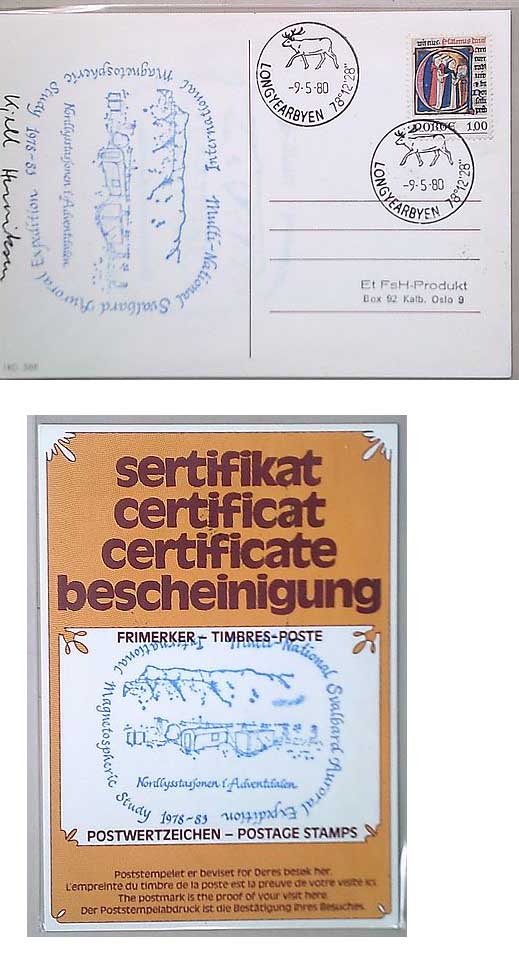 -9-5-80
LONGYEARBYEN 78°12'28"
NORGE 1.00
-9-5-80
LONGYEARBYEN 78°12'28"
Multi-National Svalbard Auroral Expedition
International Magnetospheric Study 1978-83
Nordlysstasjonen i Adventdalen
Kjell Henriksen
Et FsH-Produkt
Box 92 Kalb. Oslo 9
sertifikat
certificat
certificate
bescheinigung
FRIMERKER – TIMBRES-POSTE
Multi-National Svalbard Auroral Expedition
International Magnetospheric Study 1978-83
Nordlysstasjonen i Adventdalen
POSTWERTZEICHEN – POSTAGE STAMPS
Poststempelet er beviset for Deres besøk her.
L'empreinte du timbre de la poste est la preuve de votre visite ici.
The postmark is the proof of your visit here.
Der Poststempelabdruck ist die Bestätigung Ihres Besuches.